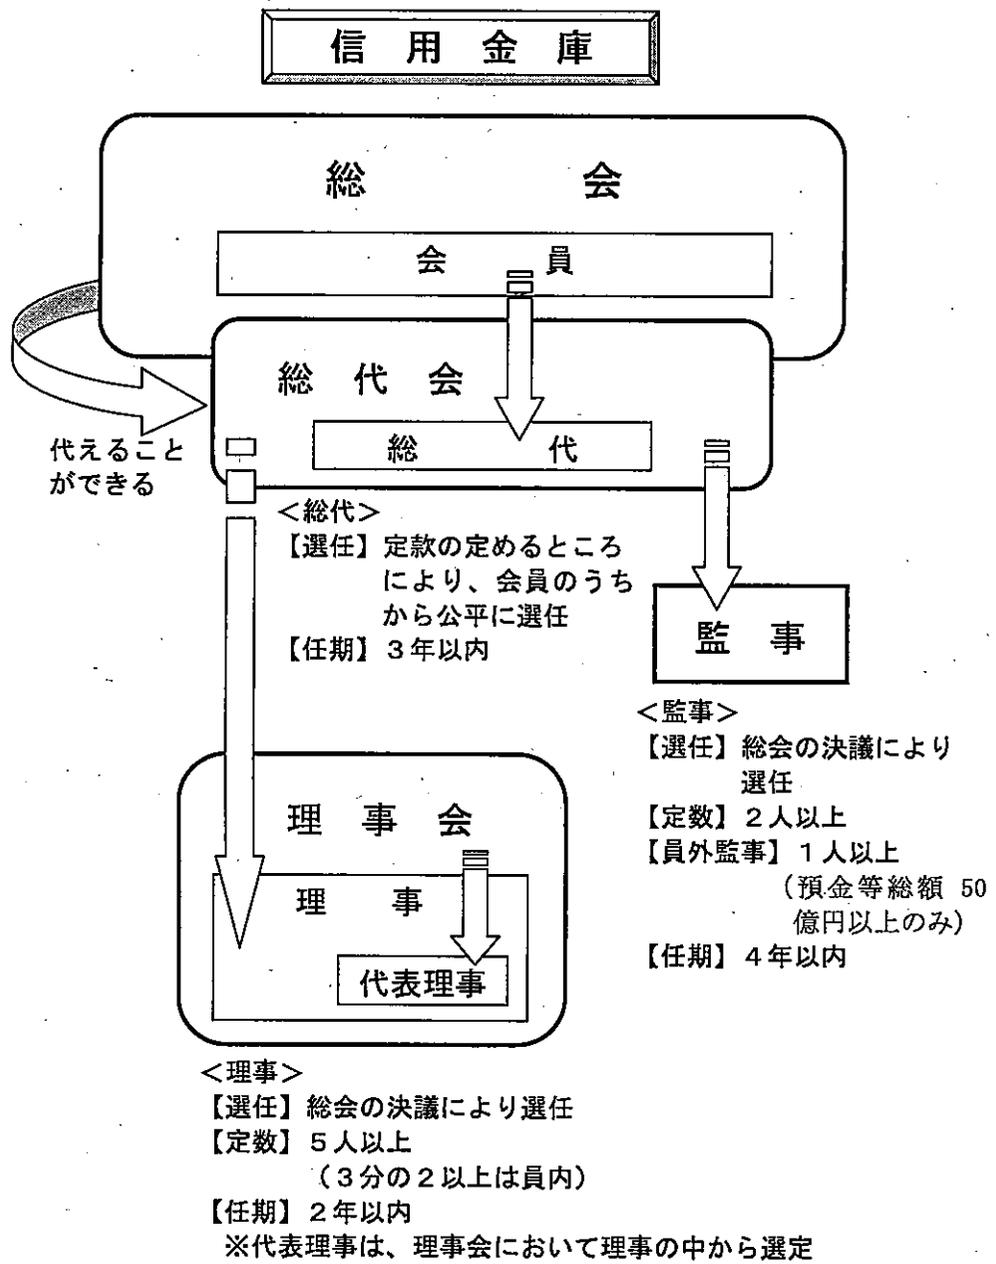 信用金庫
総会
会員
総代会
総代
代えること
ができる
＜総代＞
【選任】定款の定めるところ
により、会員のうち
から公平に選任
【任期】３年以内
監事
＜監事＞
【選任】総会の決議により
選任
【定数】２人以上
【員外監事】１人以上
（預金等総額 50
億円以上のみ）
【任期】４年以内
理事会
理事
代表理事
＜理事＞
【選任】総会の決議により選任
【定数】５人以上
（３分の２以上は員内）
【任期】２年以内
※代表理事は、理事会において理事の中から選定